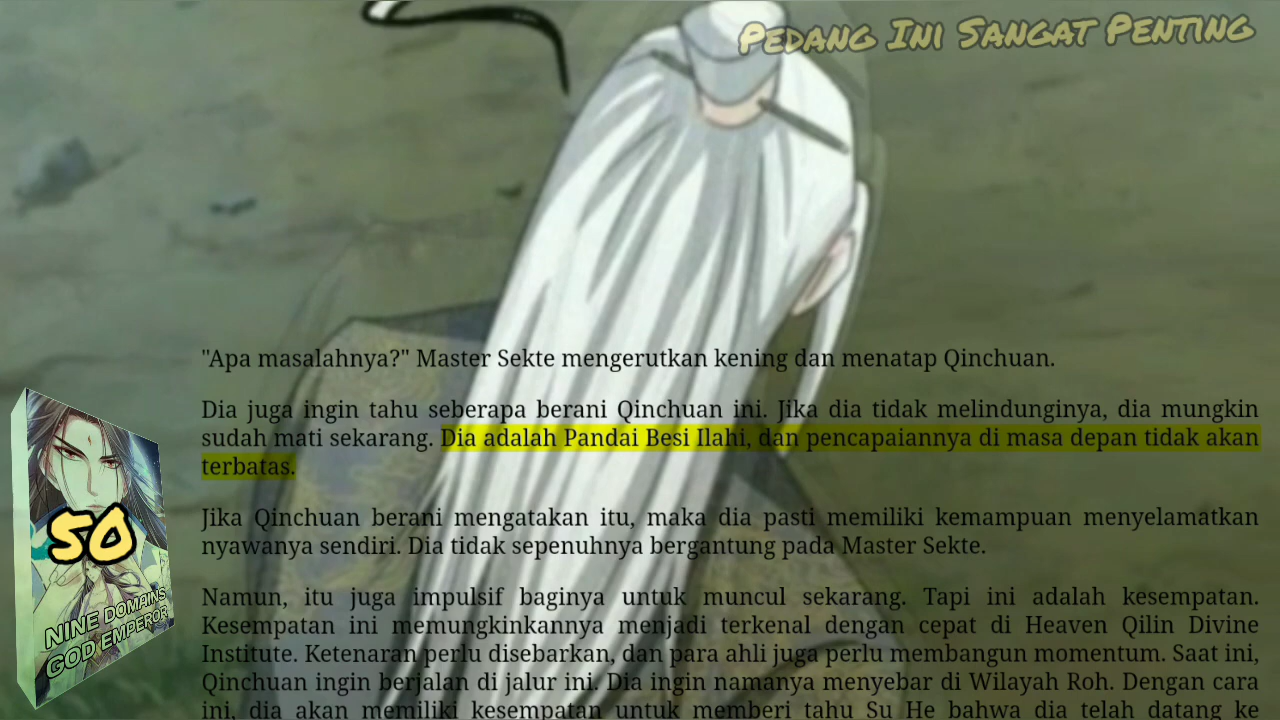 Pedang Ini Sangat Penting
"Apa masalahnya?" Master Sekte mengerutkan kening dan menatap Qinchuan.
Dia juga ingin tahu seberapa berani Qinchuan ini. Jika dia tidak melindunginya, dia mungkin
sudah mati sekarang. Dia adalah Pandai Besi Ilahi, dan pencapaiannya di masa depan tidak akan
terbatas.
Jika Qinchuan berani mengatakan itu, maka dia pasti memiliki kemampuan menyelamatkan
nyawanya sendiri. Dia tidak sepenuhnya bergantung pada Master Sekte.
Namun, itu juga impulsif baginya untuk muncul sekarang. Tapi ini adalah kesempatan.
Kesempatan ini memungkinkannya menjadi terkenal dengan cepat di Heaven Qilin Divine
Institute. Ketenaran perlu disebarkan, dan para ahli juga perlu membangun momentum. Saat ini,
Qinchuan ingin berjalan di jalur ini. Dia ingin namanya menyebar di Wilayah Roh. Dengan cara
ini, dia akan memiliki kesempatan untuk memberi tahu Su He bahwa dia telah datang ke
50
NINE DOMAINS
GOD EMPEROR